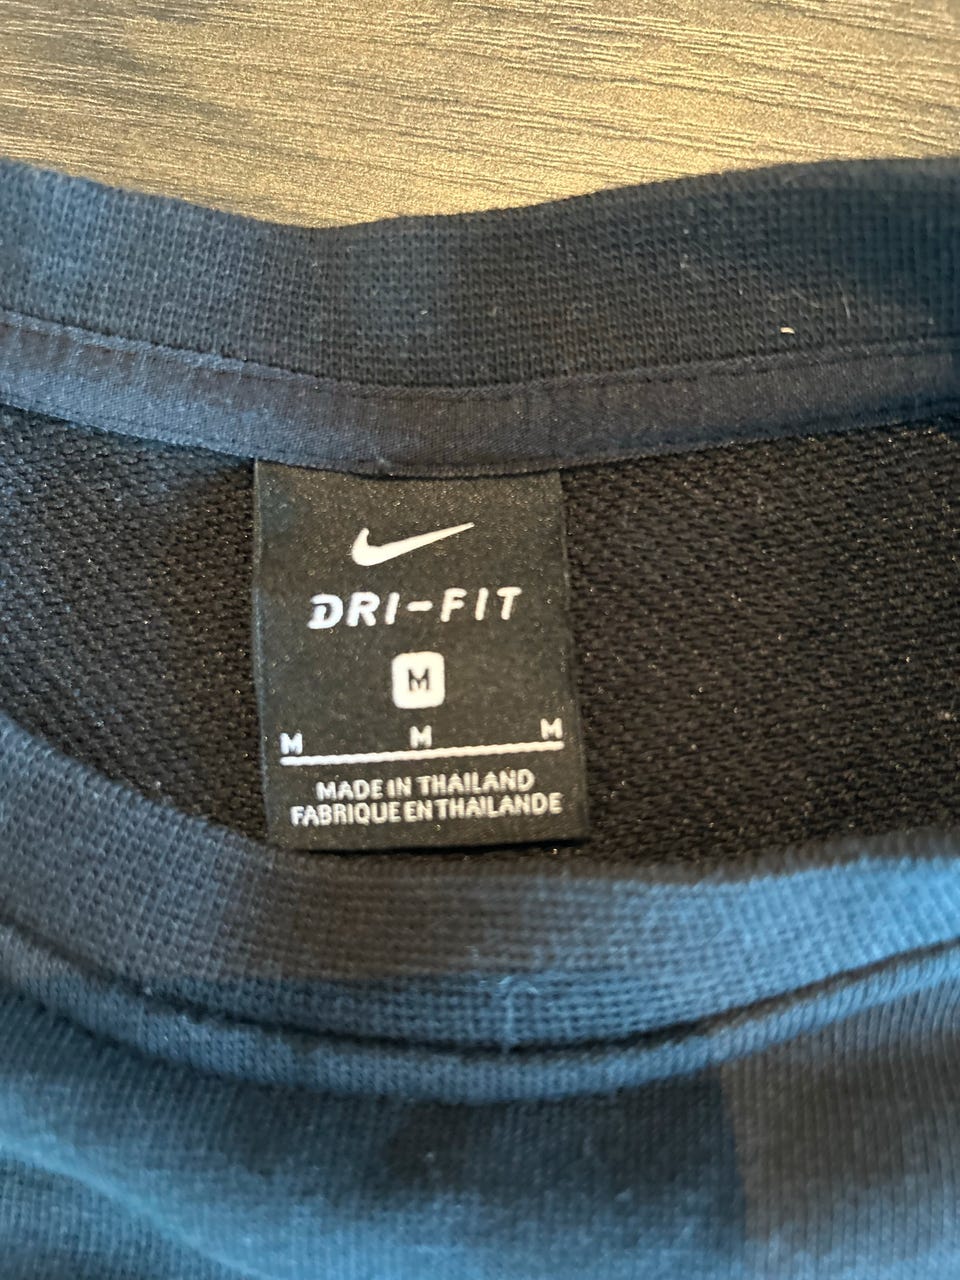 DRI-FIT
M
M M M
MADE IN THAILAND
FABRIQUE EN THAILANDE